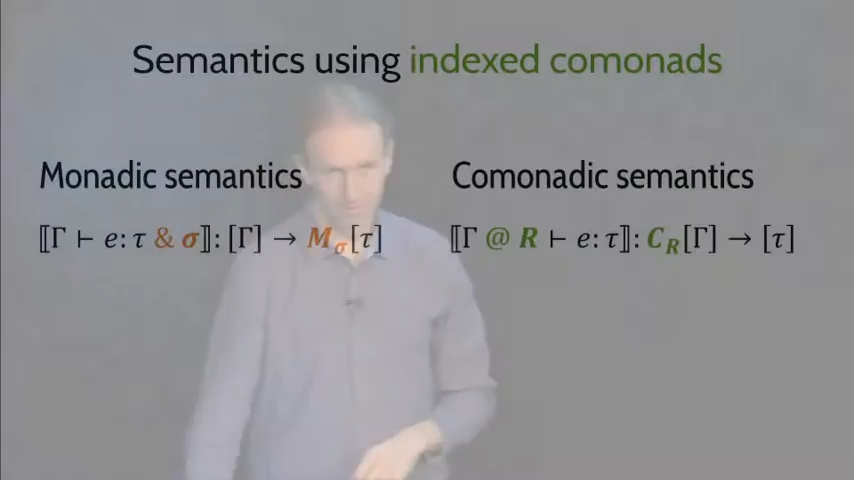 Semantics using indexed comonads
Monadic semantics
⟦Γ ⊢ e: τ & σ⟧: [Γ] → M_σ[τ]
Comonadic semantics
⟦Γ @ R ⊢ e: τ⟧: C_R[Γ] → [τ]